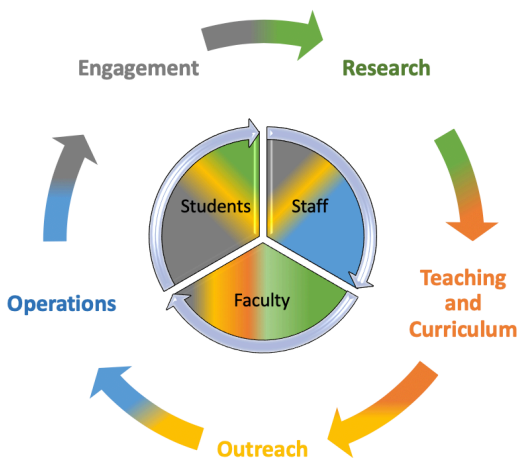 Engagement
Research
Students
Staff
Faculty
Teaching
and
Curriculum
Operations
Outreach